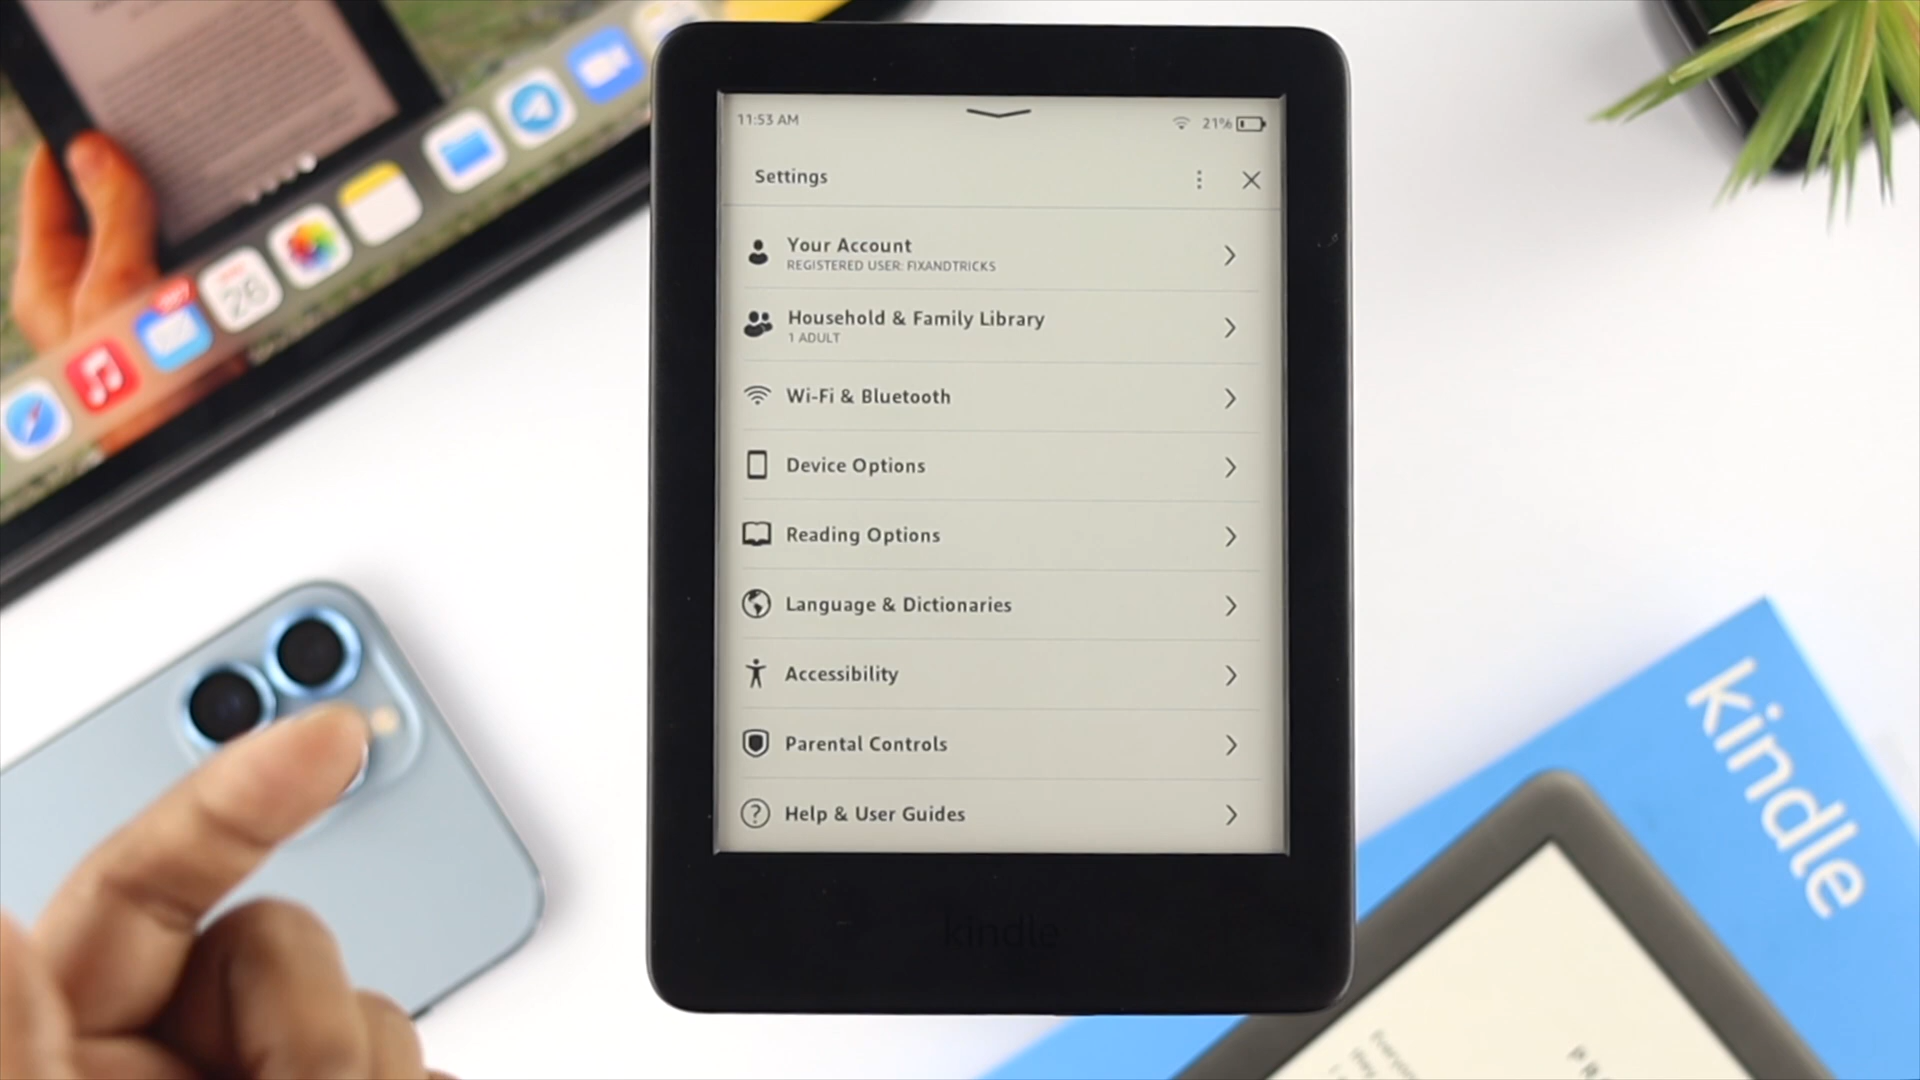 11:53 AM
21%
Settings
Your Account
REGISTERED USER: FIXANDTRICKS
Household & Family Library
1 ADULT
Wi-Fi & Bluetooth
Device Options
Reading Options
Language & Dictionaries
Accessibility
Parental Controls
Help & User Guides
kindle
kindle
26